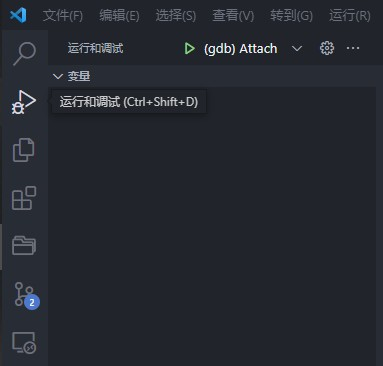 文件(F) 编辑(E) 选择(S) 查看(V) 转到(G) 运行(R)
运行和调试 (gdb) Attach
变量
运行和调试 (Ctrl+Shift+D)
2